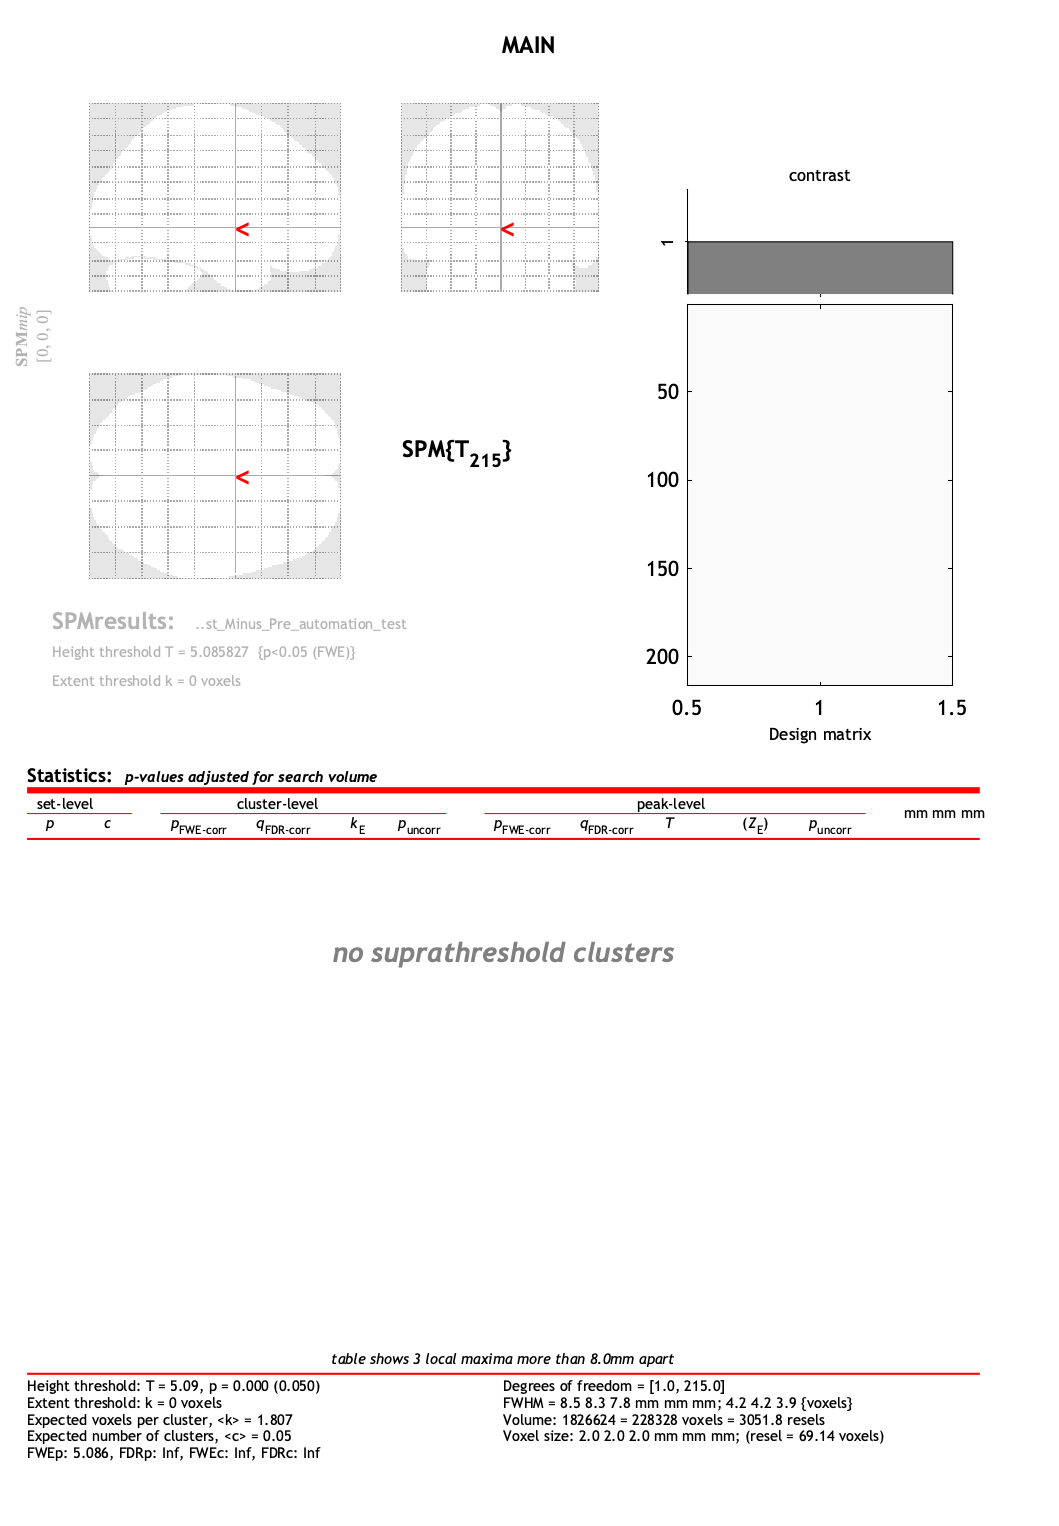 MAIN
SPMmip
[0, 0, 0]
<
<
<
SPM{T215}
contrast
1
50
100
150
200
0.5 1 1.5
Design matrix
SPMresults: ..st_Minus_Pre_automation_test
Height threshold T = 5.085827 {p<0.05 (FWE)}
Extent threshold k = 0 voxels
Statistics: p-values adjusted for search volume
set-level cluster-level peak-level mm mm mm
p c pFWE-corr qFDR-corr kE puncorr pFWE-corr qFDR-corr T (ZE) puncorr
no suprathreshold clusters
table shows 3 local maxima more than 8.0mm apart
Height threshold: T = 5.09, p = 0.000 (0.050)
Extent threshold: k = 0 voxels
Expected voxels per cluster, <k> = 1.807
Expected number of clusters, <c> = 0.05
FWEp: 5.086, FDRp: Inf, FWEc: Inf, FDRc: Inf
Degrees of freedom = [1.0, 215.0]
FWHM = 8.5 8.3 7.8 mm mm mm; 4.2 4.2 3.9 {voxels}
Volume: 1826624 = 228328 voxels = 3051.8 resels
Voxel size: 2.0 2.0 2.0 mm mm mm; (resel = 69.14 voxels)